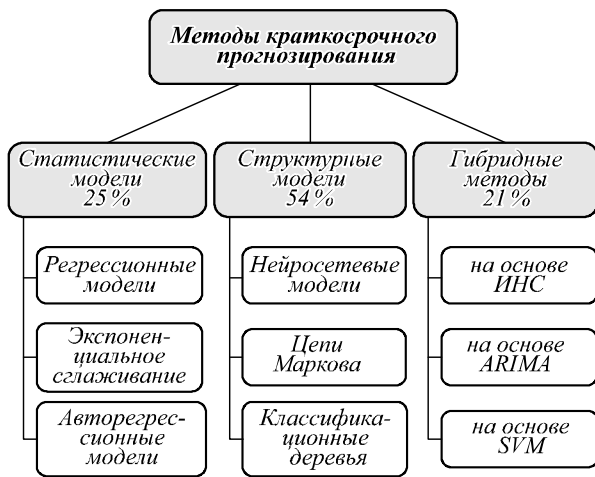 Методы краткосрочного
прогнозирования
Статистические
модели
25 %
Регрессионные
модели
Экспонен-
циальное
сглаживание
Авторегрес-
сионные
модели
Структурные
модели
54 %
Нейросетевые
модели
Цепи
Маркова
Классифика-
ционные
деревья
Гибридные
методы
21 %
на основе
ИНС
на основе
ARIMA
на основе
SVM